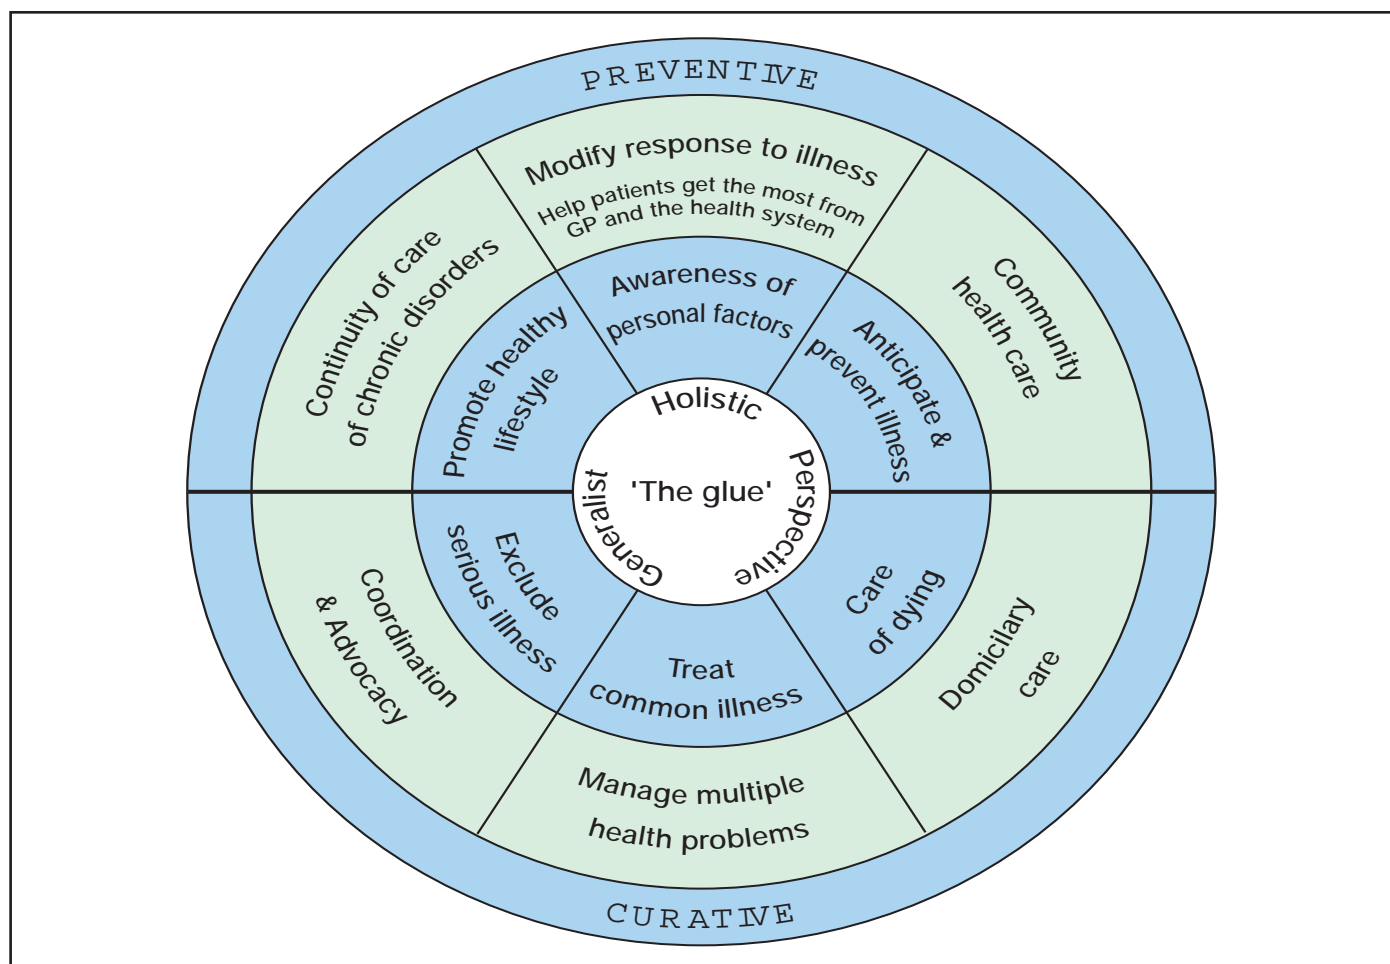 PREVENTIVE
Modify response to illness
Help patients get the most from
GP and the health system
Continuity of care
of chronic disorders
Community
health care
Awareness of
personal factors
Promote healthy
lifestyle
Anticipate &
prevent illness
Holistic
Generalist
'The glue'
Perspective
Exclude
serious illness
Care
of dying
Coordination
& Advocacy
Treat
common illness
Domicilary
care
Manage multiple
health problems
CURATIVE